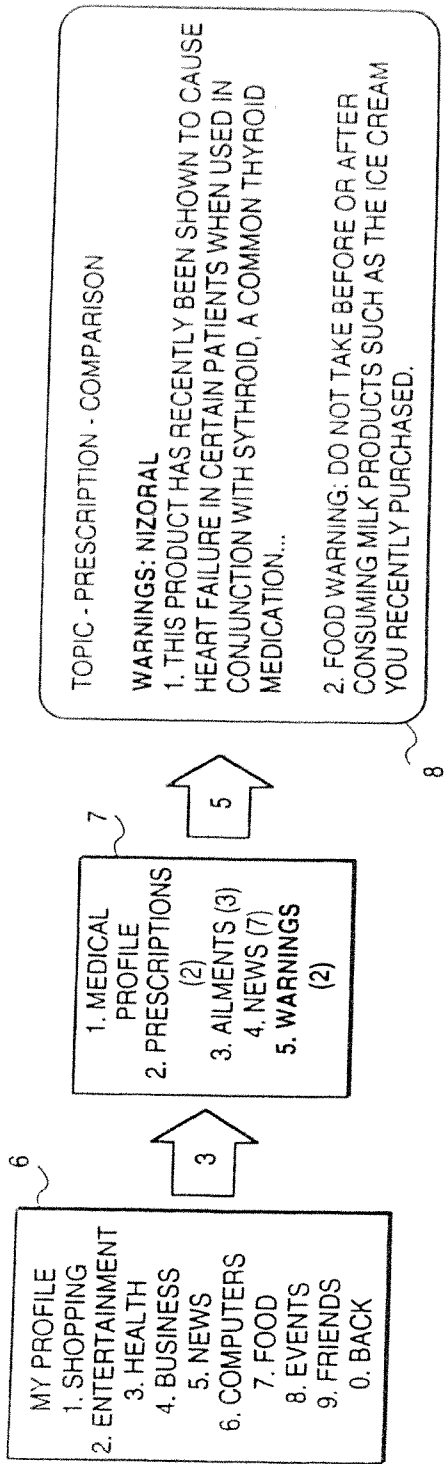 6
MY PROFILE
1. SHOPPING
2. ENTERTAINMENT
3. HEALTH
4. BUSINESS
5. NEWS
6. COMPUTERS
7. FOOD
8. EVENTS
9. FRIENDS
0. BACK
3
7
1. MEDICAL
PROFILE
2. PRESCRIPTIONS
(2)
3. AILMENTS (3)
4. NEWS (7)
5. WARNINGS
(2)
5
8
TOPIC - PRESCRIPTION - COMPARISON
WARNINGS: NIZORAL
1. THIS PRODUCT HAS RECENTLY BEEN SHOWN TO CAUSE
HEART FAILURE IN CERTAIN PATIENTS WHEN USED IN
CONJUNCTION WITH SYTHROID, A COMMON THYROID
MEDICATION...
2. FOOD WARNING: DO NOT TAKE BEFORE OR AFTER
CONSUMING MILK PRODUCTS SUCH AS THE ICE CREAM
YOU RECENTLY PURCHASED.